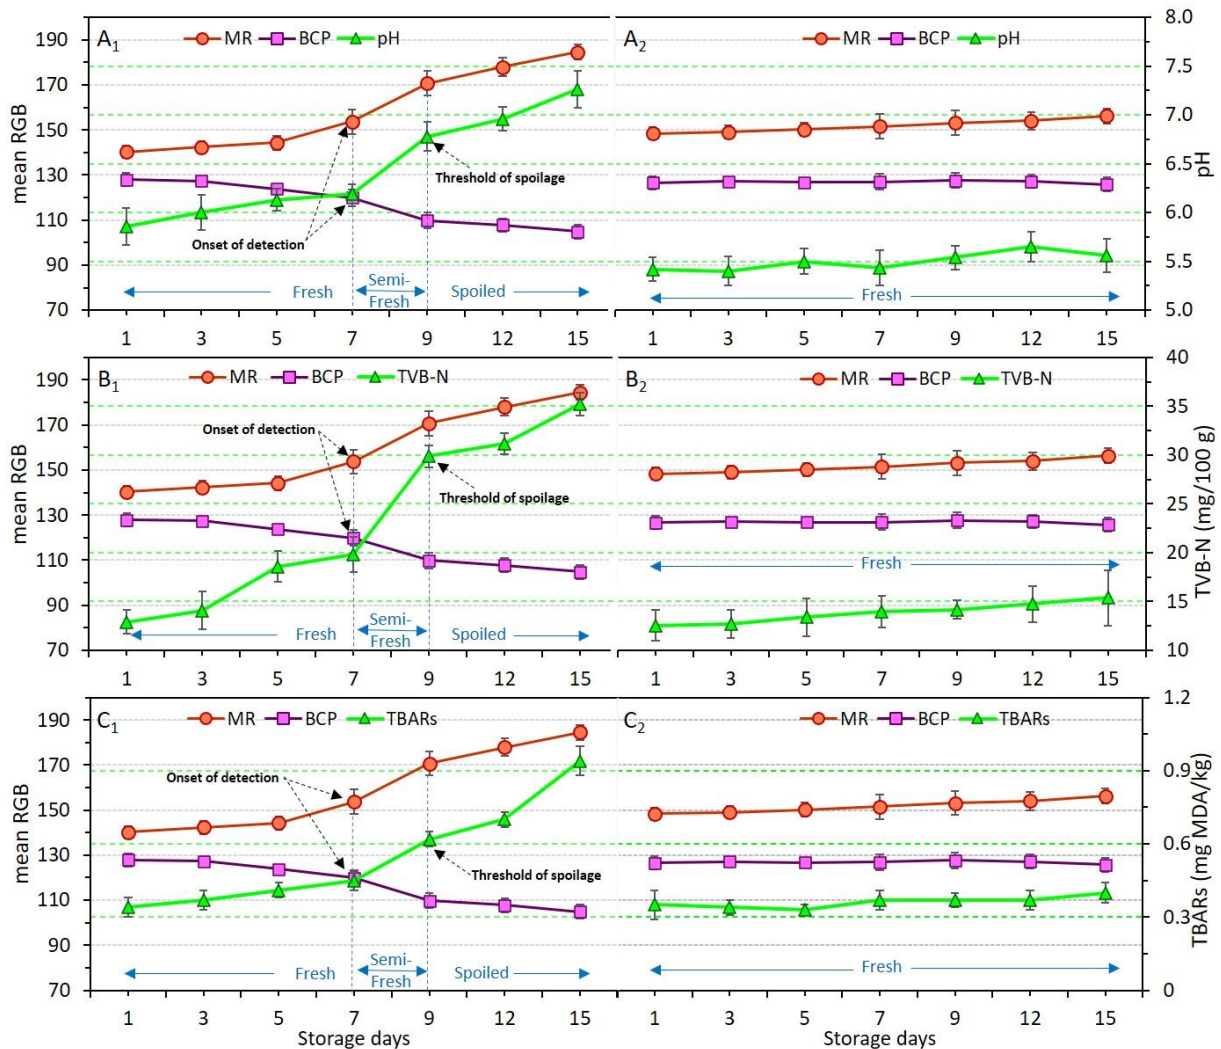 A1 MR BCP pH
A2 MR BCP pH
8.0
190
7.5
170
7.0
150
6.5
130
6.0
110
5.5
90
5.0
70
mean RGB
pH
Threshold of spoilage
Onset of detection
Fresh
Semi-
Fresh
Spoiled
Fresh
1 3 5 7 9 12 15
1 3 5 7 9 12 15
B1 MR BCP TVB-N
B2 MR BCP TVB-N
40
190
35
170
30
150
25
130
20
110
15
90
10
70
mean RGB
TVB-N (mg/100 g)
Onset of detection
Threshold of spoilage
Fresh
Semi-
Fresh
Spoiled
Fresh
1 3 5 7 9 12 15
1 3 5 7 9 12 15
C1 MR BCP TBARs
C2 MR BCP TBARs
1.2
190
170
0.9
150
130
0.6
110
0.3
90
70
0
mean RGB
TBARs (mg MDA/kg)
Onset of detection
Threshold of spoilage
Fresh
Semi-
Fresh
Spoiled
Fresh
1 3 5 7 9 12 15
1 3 5 7 9 12 15
Storage days
Storage days